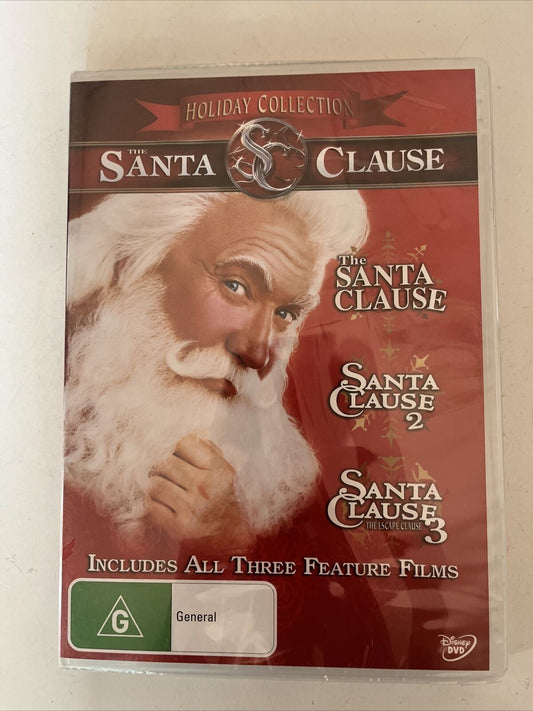 HOLIDAY COLLECTION
THE
SANTA SC CLAUSE
The
SANTA
CLAUSE
SANTA
CLAUSE
2
SANTA
CLAUSE
THE ESCAPE CLAUSE 3
INCLUDES ALL THREE FEATURE FILMS
G General
DISNEY
DVD